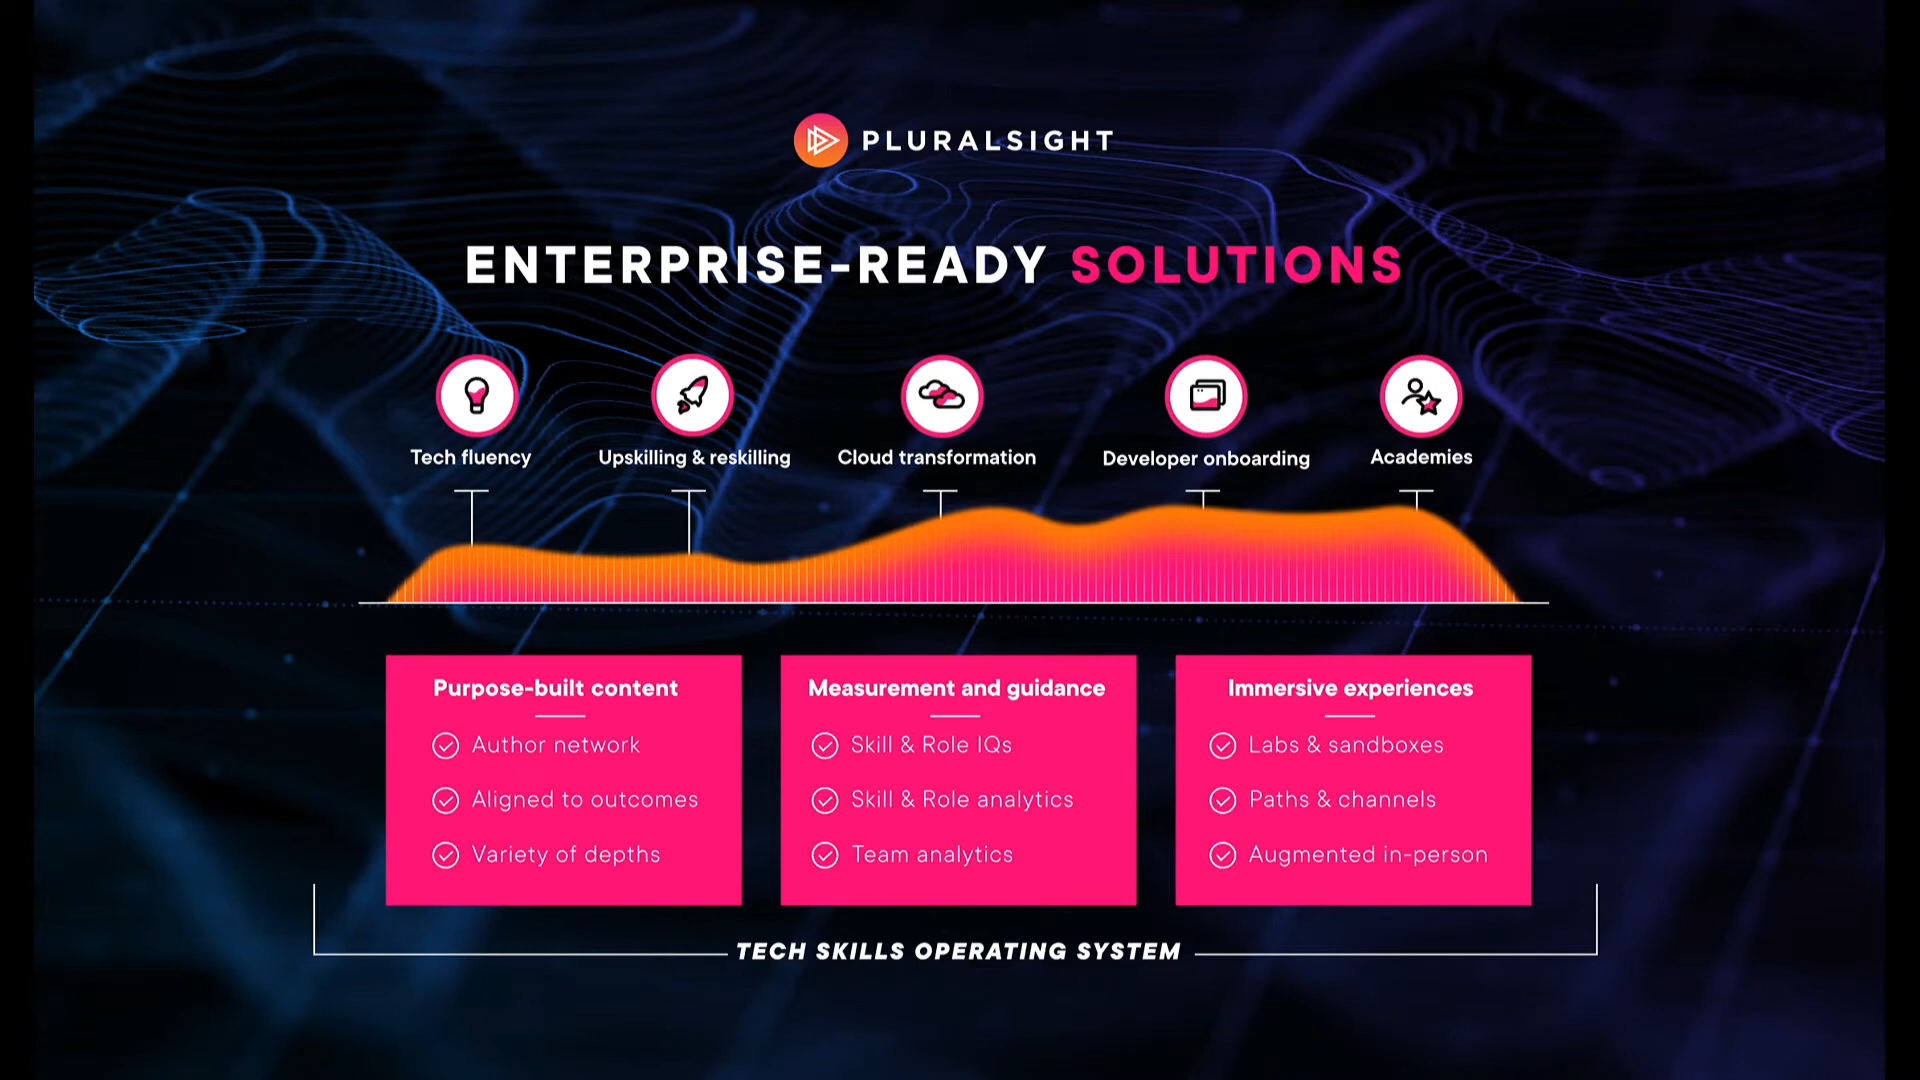 PLURALSIGHT
ENTERPRISE-READY SOLUTIONS
Tech fluency
Upskilling & reskilling
Cloud transformation
Developer onboarding
Academies
Purpose-built content
Author network
Aligned to outcomes
Variety of depths
Measurement and guidance
Skill & Role IQs
Skill & Role analytics
Team analytics
Immersive experiences
Labs & sandboxes
Paths & channels
Augmented in-person
TECH SKILLS OPERATING SYSTEM